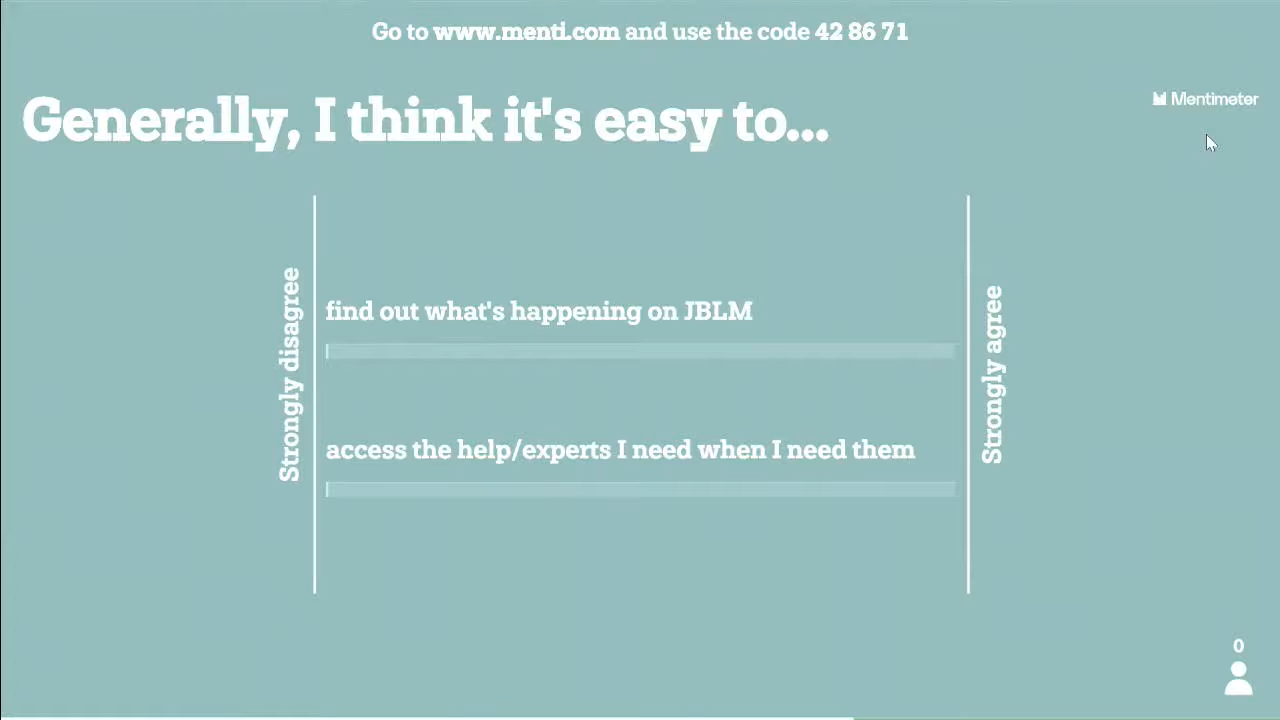 Go to www.menti.com and use the code 42 86 71
Mentimeter
Generally, I think it's easy to...
Strongly disagree
find out what's happening on JBLM
access the help/experts I need when I need them
Strongly agree
0